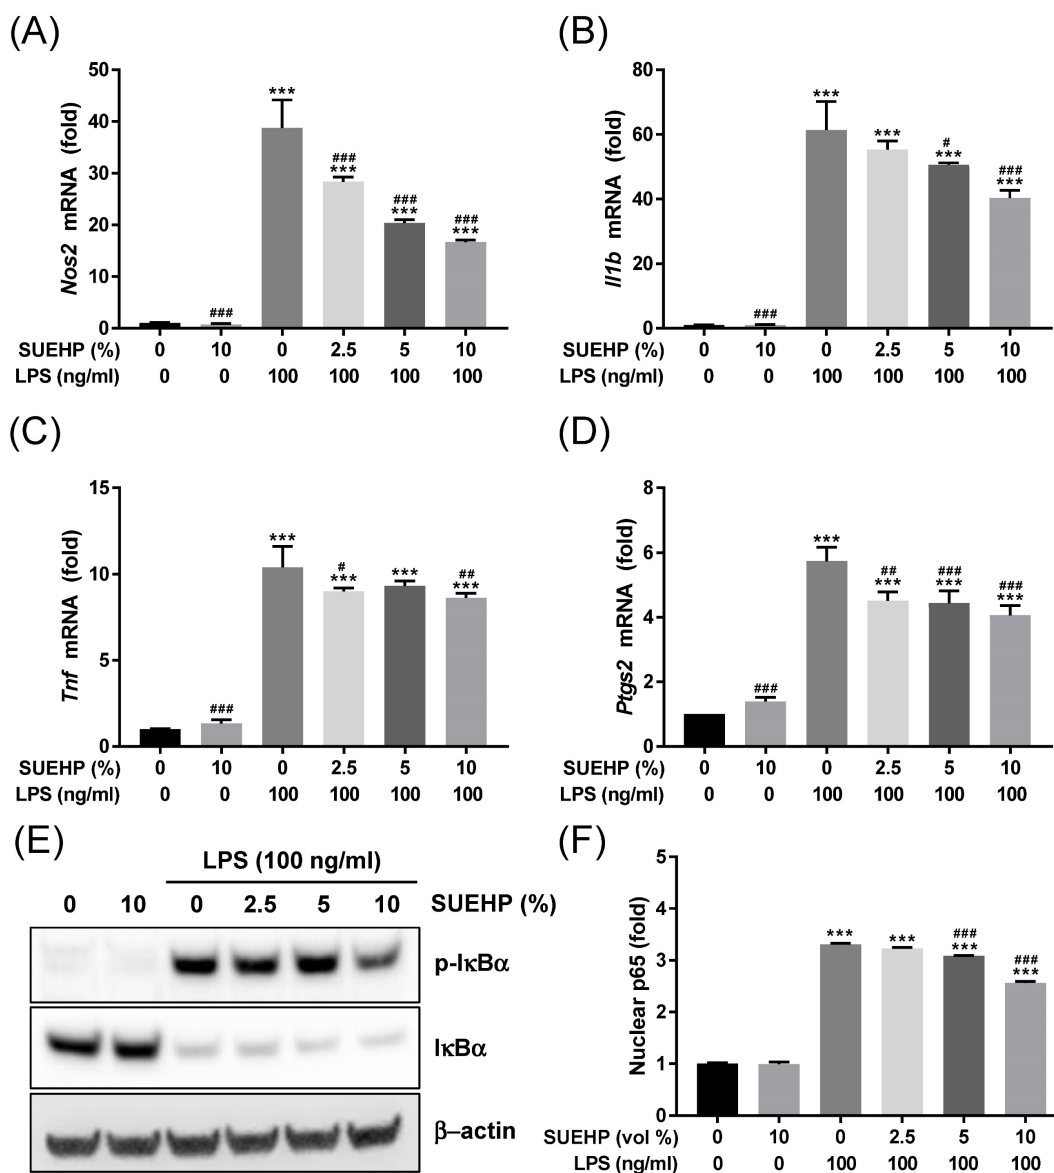 (A)
Nos2 mRNA (fold)
50
40
30
20
10
0
***
###
***
###
***
###
***
###
SUEHP (%) 0 10 0 2.5 5 10
LPS (ng/ml) 0 0 100 100 100 100
(B)
Il1b mRNA (fold)
80
60
40
20
0
***
***
#
***
###
***
###
SUEHP (%) 0 10 0 2.5 5 10
LPS (ng/ml) 0 0 100 100 100 100
(C)
Tnf mRNA (fold)
15
10
5
0
***
#
***
***
##
***
###
SUEHP (%) 0 10 0 2.5 5 10
LPS (ng/ml) 0 0 100 100 100 100
(D)
Ptgs2 mRNA (fold)
8
6
4
2
0
***
##
***
###
***
###
***
###
SUEHP (%) 0 10 0 2.5 5 10
LPS (ng/ml) 0 0 100 100 100 100
(E)
LPS (100 ng/ml)
0 10 0 2.5 5 10 SUEHP (%)
p-IκBα
IκBα
β–actin
(F)
Nuclear p65 (fold)
5
4
3
2
1
0
***
***
###
***
###
***
SUEHP (vol %) 0 10 0 2.5 5 10
LPS (ng/ml) 0 0 100 100 100 100